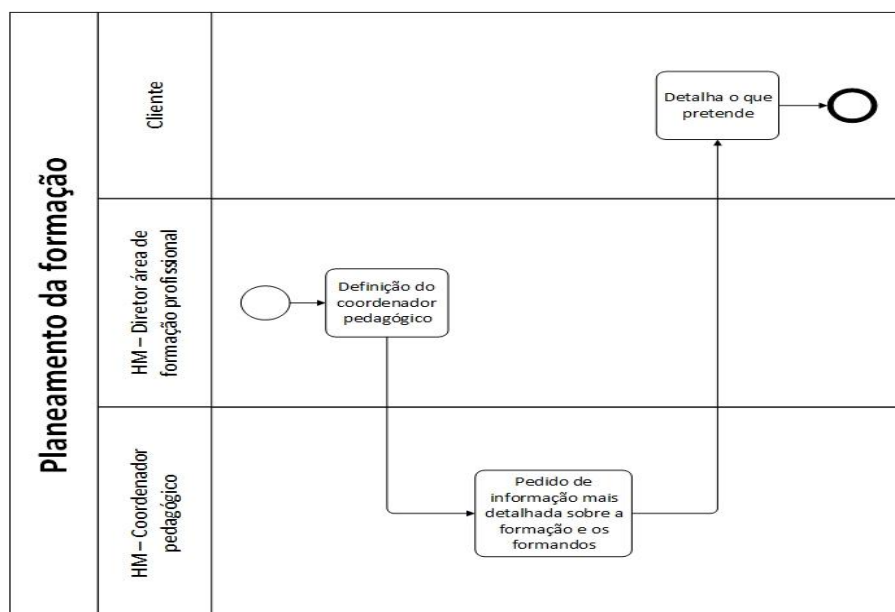 Planeamento da formação
Cliente
Detalha o que
pretende
HM – Diretor área de
formação profissional
Definição do
coordenador
pedagógico
HM – Coordenador
pedagógico
Pedido de
informação mais
detalhada sobre a
formação e os
formandos